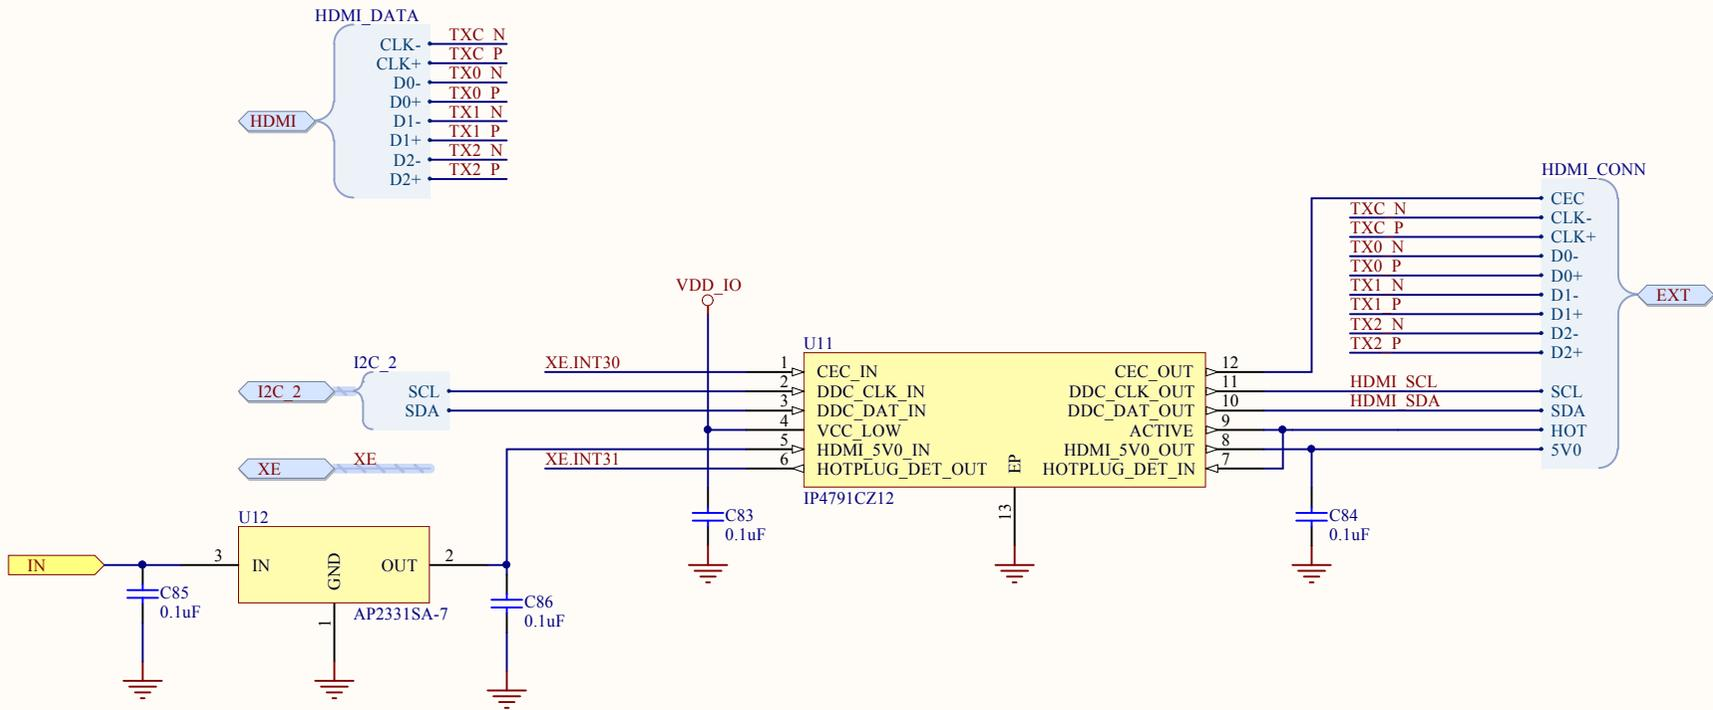 HDMI_DATA
CLK- TXC_N
CLK+ TXC_P
D0- TX0_N
D0+ TX0_P
HDMI D1- TX1_N
D1+ TX1_P
D2- TX2_N
D2+ TX2_P
HDMI_CONN
CEC
TXC_N CLK-
TXC_P CLK+
TX0_N D0-
TX0_P D0+
TX1_N D1-
EXT
TX1_P D1+
TX2_N D2-
TX2_P D2+
HDMI_SCL SCL
HDMI_SDA SDA
HOT
5V0
VDD_IO
U11
XE.INT30 1 CEC_IN CEC_OUT 12
2 DDC_CLK_IN DDC_CLK_OUT 11
3 DDC_DAT_IN DDC_DAT_OUT 10
4 VCC_LOW ACTIVE 9
5 HDMI_5V0_IN HDMI_5V0_OUT 8
XE.INT31 6 HOTPLUG_DET_OUT EP HOTPLUG_DET_IN 7
IP4791CZ12
13
I2C_2
I2C_2 SCL
SDA
XE XE
C83
0.1uF
C84
0.1uF
U12
IN 3 IN GND OUT 2
AP2331SA-7
1
C85
0.1uF
C86
0.1uF